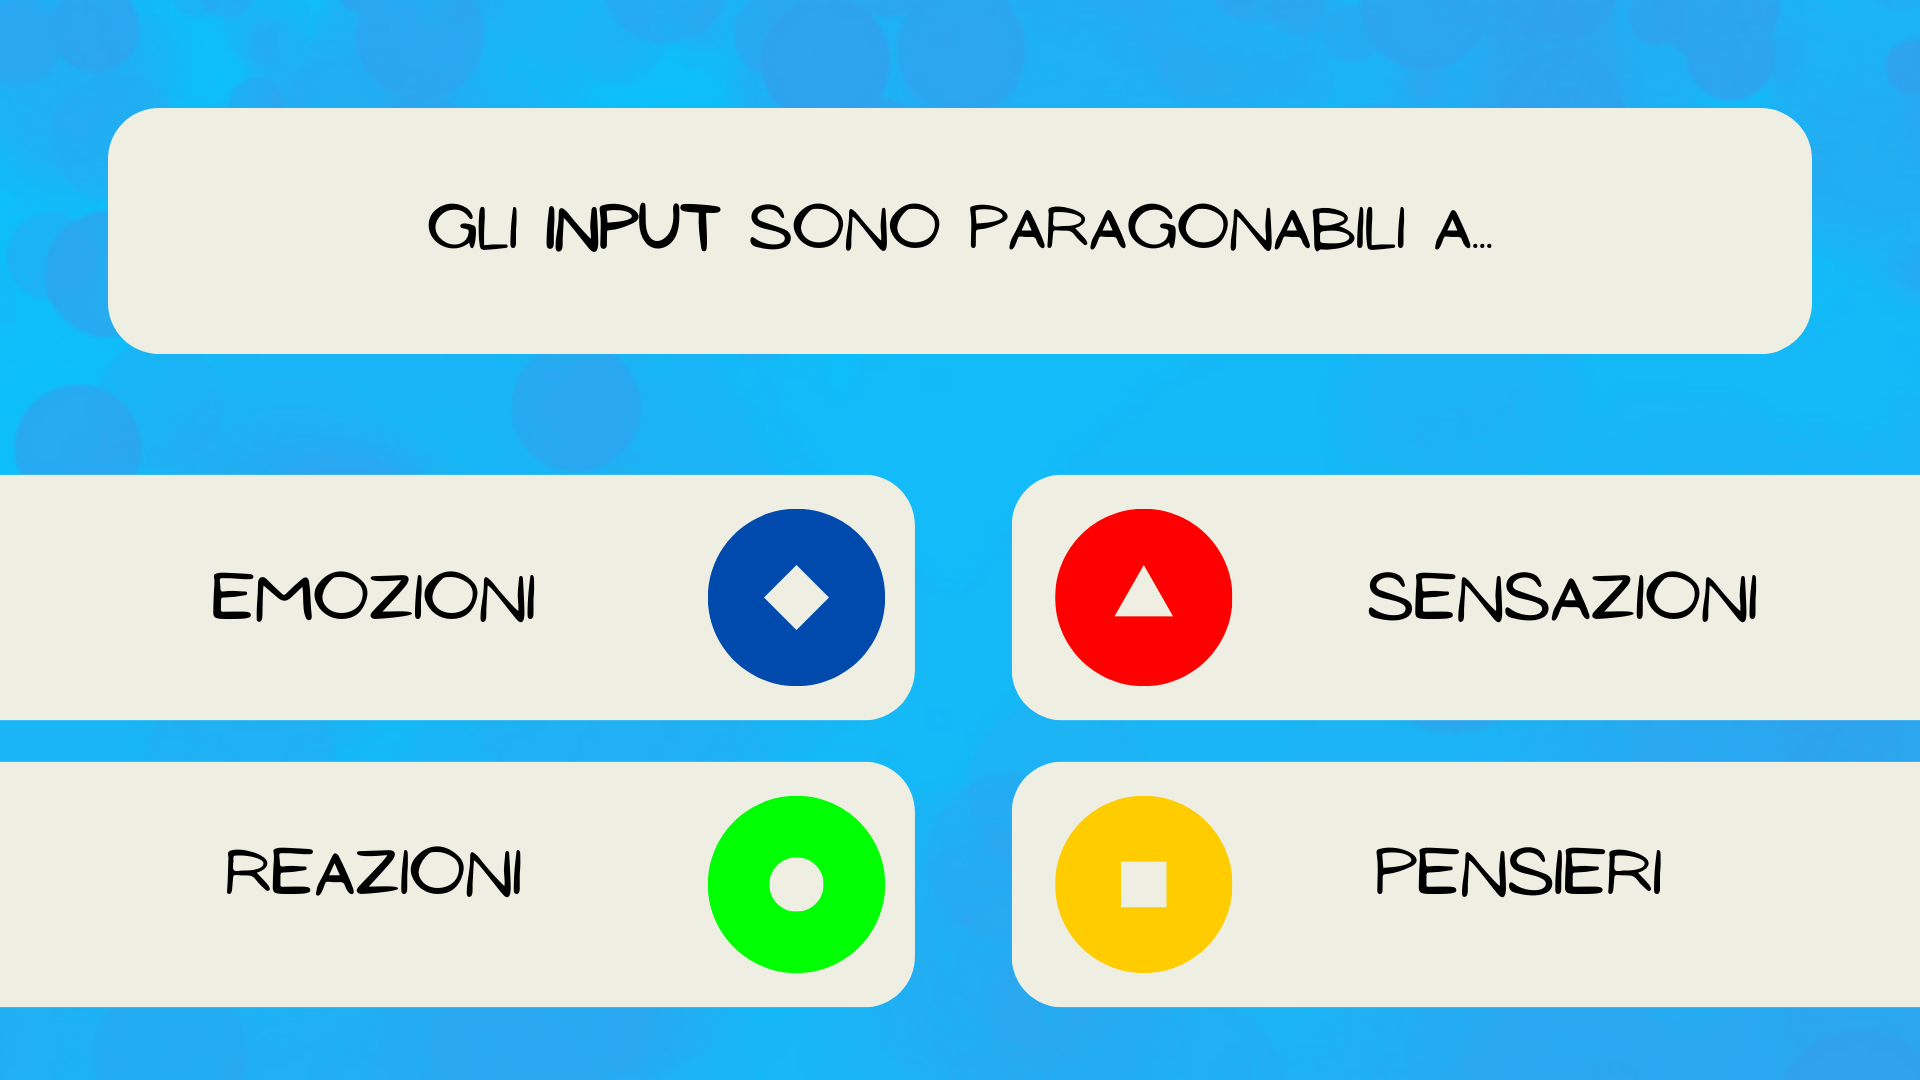 GLI INPUT SONO PARAGONABILI A...
EMOZIONI
SENSAZIONI
REAZIONI
PENSIERI